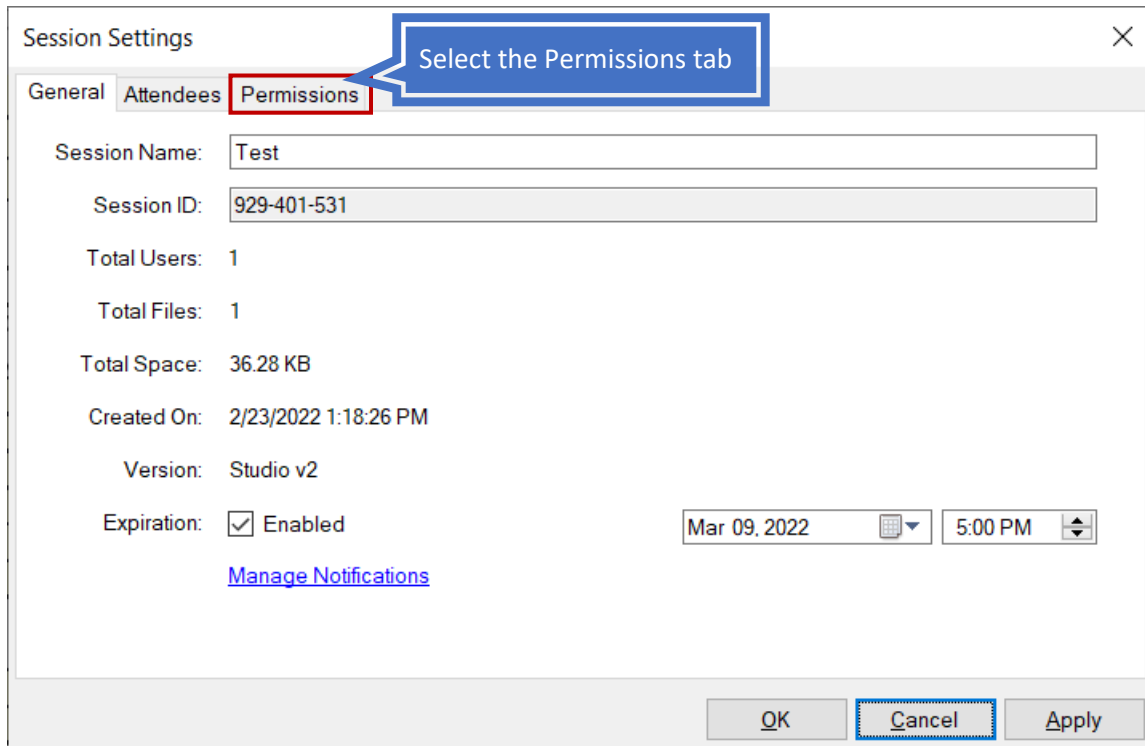 Session Settings
Select the Permissions tab
General Attendees Permissions
Session Name: Test
Session ID: 929-401-531
Total Users: 1
Total Files: 1
Total Space: 36.28 KB
Created On: 2/23/2022 1:18:26 PM
Version: Studio v2
Expiration: Enabled Mar 09, 2022 5:00 PM
Manage Notifications
OK Cancel Apply